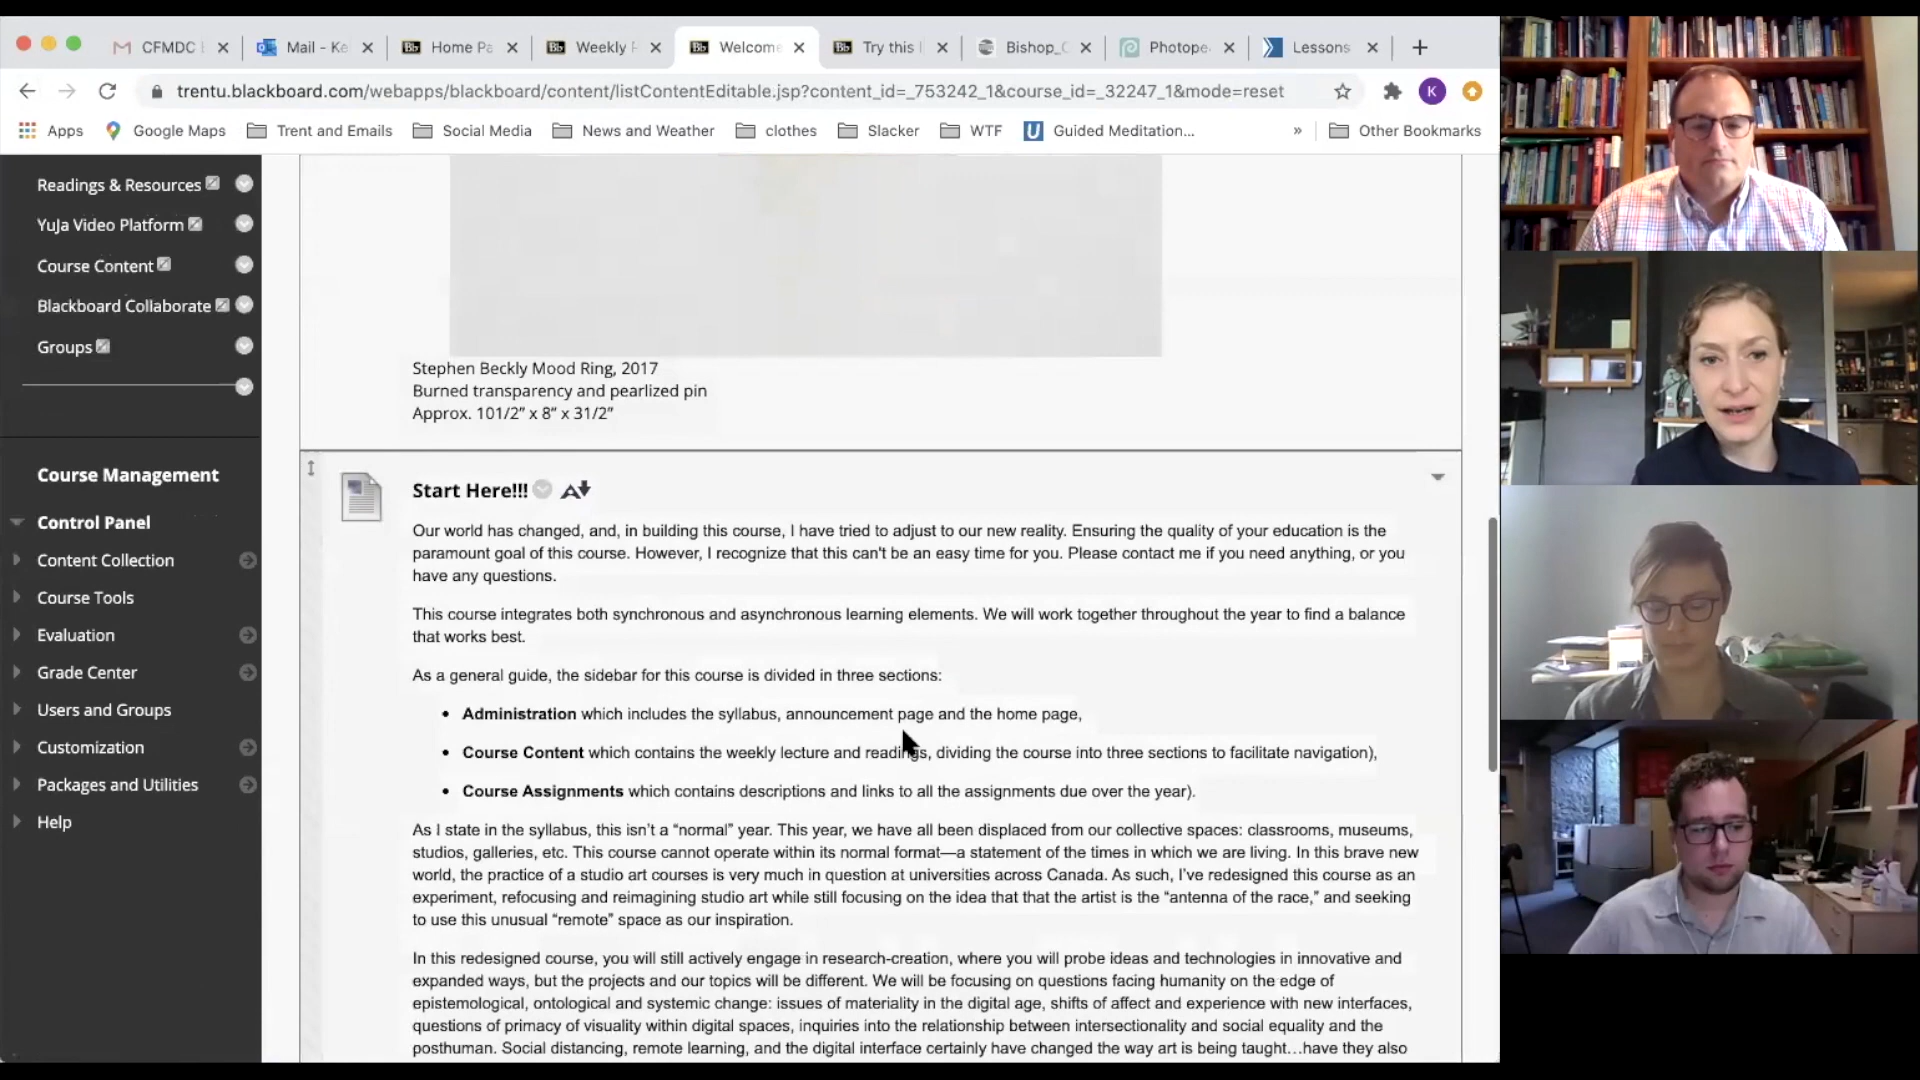 CFMDC
Mail - Ke
Home Pa
Weekly
Welcome
Try this
Bishop_C
Photope
Lessons
trentu.blackboard.com/webapps/blackboard/content/listContentEditable.jsp?content_id=_753242_1&course_id=_32247_1&mode=reset
K
Apps
Google Maps
Trent and Emails
Social Media
News and Weather
clothes
Slacker
WTF
Guided Meditation...
»
Other Bookmarks
Readings & Resources
YuJa Video Platform
Course Content
Blackboard Collaborate
Groups
Course Management
Control Panel
Content Collection
Course Tools
Evaluation
Grade Center
Users and Groups
Customization
Packages and Utilities
Help
Stephen Beckly Mood Ring, 2017
Burned transparency and pearlized pin
Approx. 101/2” x 8” x 31/2”
Start Here!!!
Our world has changed, and, in building this course, I have tried to adjust to our new reality. Ensuring the quality of your education is the
paramount goal of this course. However, I recognize that this can't be an easy time for you. Please contact me if you need anything, or you
have any questions.
This course integrates both synchronous and asynchronous learning elements. We will work together throughout the year to find a balance
that works best.
As a general guide, the sidebar for this course is divided in three sections:
• Administration which includes the syllabus, announcement page and the home page,
• Course Content which contains the weekly lecture and readings, dividing the course into three sections to facilitate navigation),
• Course Assignments which contains descriptions and links to all the assignments due over the year).
As I state in the syllabus, this isn’t a “normal” year. This year, we have all been displaced from our collective spaces: classrooms, museums,
studios, galleries, etc. This course cannot operate within its normal format—a statement of the times in which we are living. In this brave new
world, the practice of a studio art courses is very much in question at universities across Canada. As such, I’ve redesigned this course as an
experiment, refocusing and reimagining studio art while still focusing on the idea that that the artist is the “antenna of the race,” and seeking
to use this unusual “remote” space as our inspiration.
In this redesigned course, you will still actively engage in research-creation, where you will probe ideas and technologies in innovative and
expanded ways, but the projects and our topics will be different. We will be focusing on questions facing humanity on the edge of
epistemological, ontological and systemic change: issues of materiality in the digital age, shifts of affect and experience with new interfaces,
questions of primacy of visuality within digital spaces, inquiries into the relationship between intersectionality and social equality and the
posthuman. Social distancing, remote learning, and the digital interface certainly have changed the way art is being taught…have they also